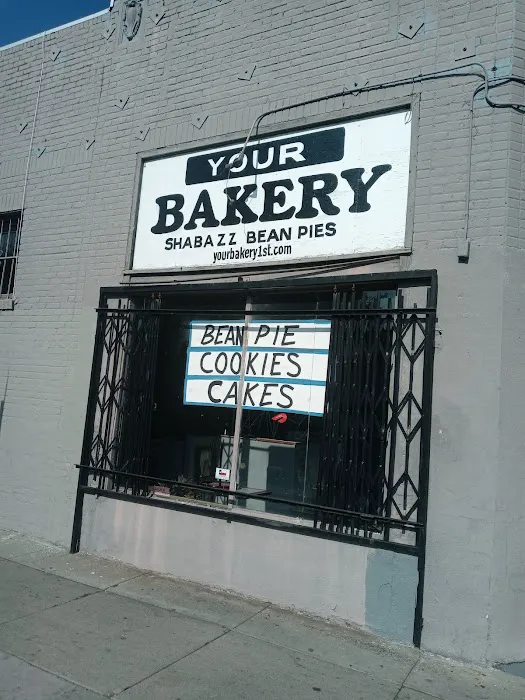 YOUR
BAKERY
SHABAZZ BEAN PIES
yourbakery1st.com
BEAN PIE
COOKIES
CAKES